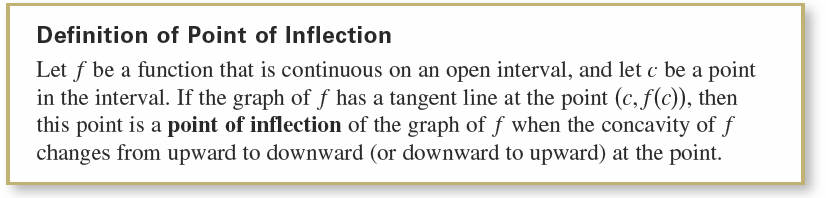 Definition of Point of Inflection
Let f be a function that is continuous on an open interval, and let c be a point
in the interval. If the graph of f has a tangent line at the point (c, f(c)), then
this point is a point of inflection of the graph of f when the concavity of f
changes from upward to downward (or downward to upward) at the point.